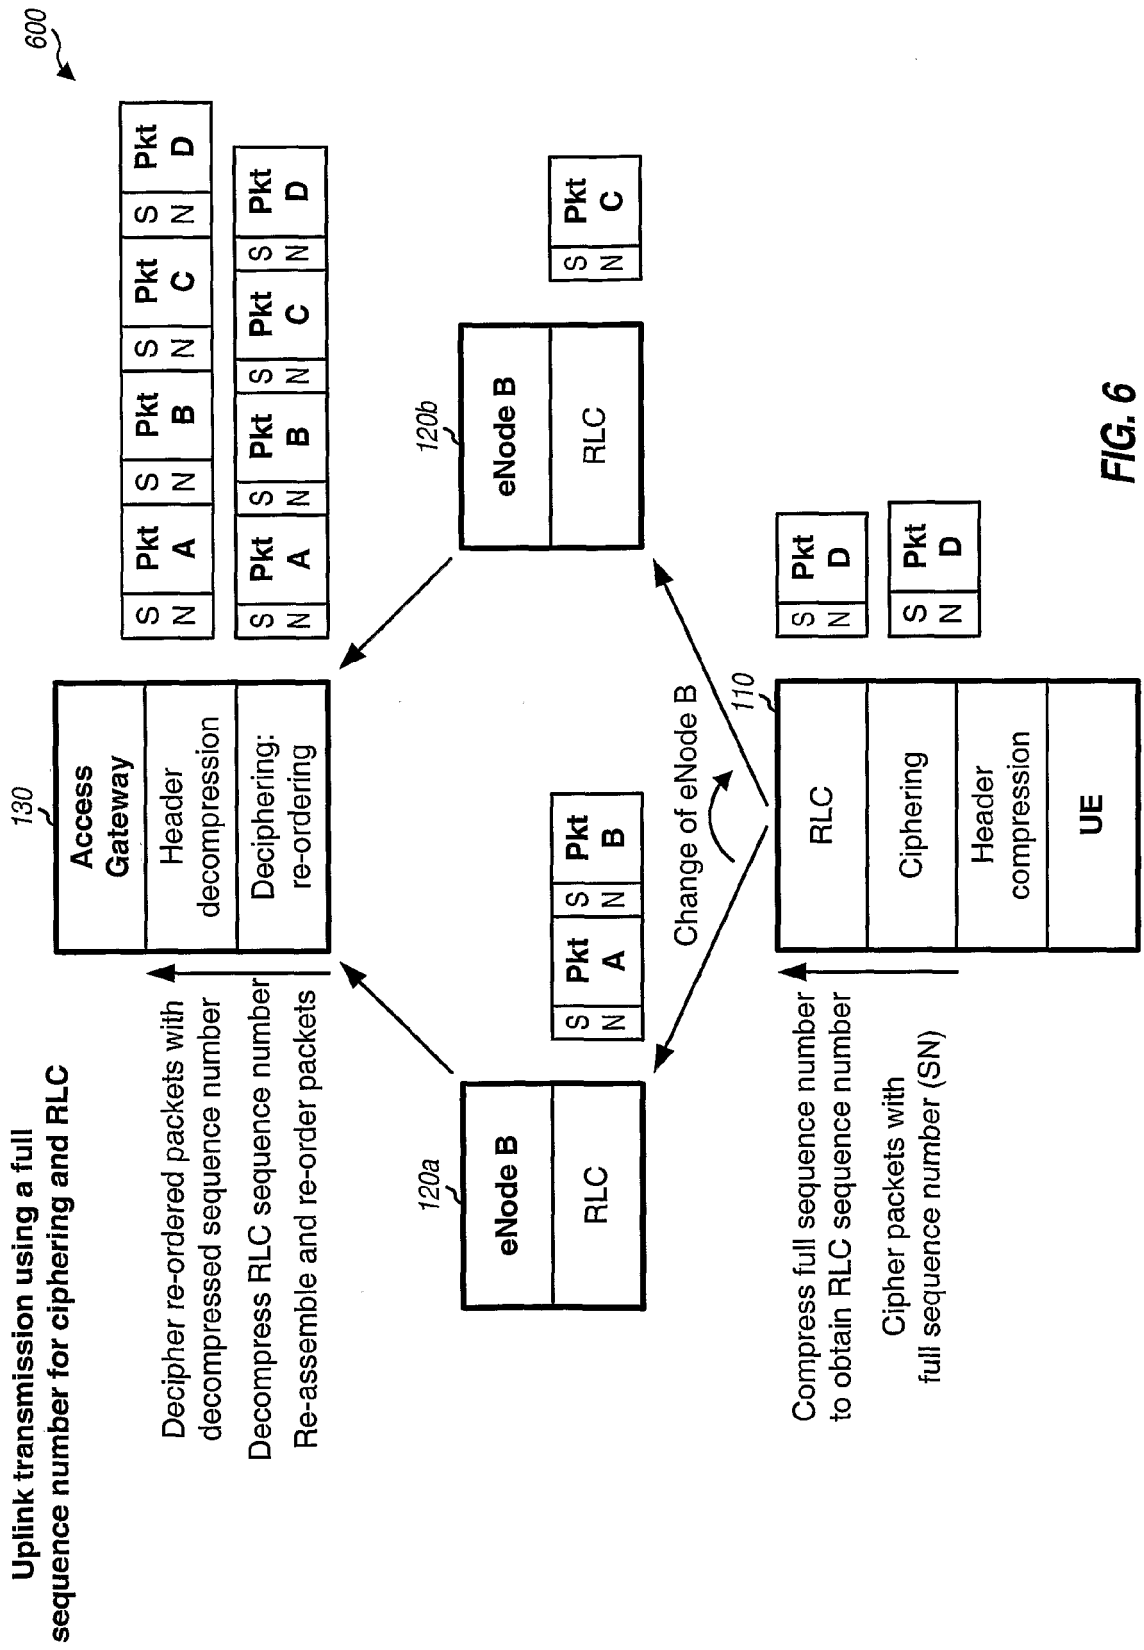 Uplink transmission using a full
sequence number for ciphering and RLC
600
130
Access
Gateway
Header
decompression
Deciphering:
re-ordering
Decipher re-ordered packets with
decompressed sequence number
Decompress RLC sequence number
Re-assemble and re-order packets
S N Pkt A S N Pkt B S N Pkt C S N Pkt D
S N Pkt A S N Pkt B S N Pkt C S N Pkt D
120a
eNode B
RLC
S N Pkt A S N Pkt B
120b
eNode B
RLC
S N Pkt C
Change of eNode B
110
RLC
Ciphering
Header
compression
UE
Compress full sequence number
to obtain RLC sequence number
Cipher packets with
full sequence number (SN)
S N Pkt D
S N Pkt D
FIG. 6